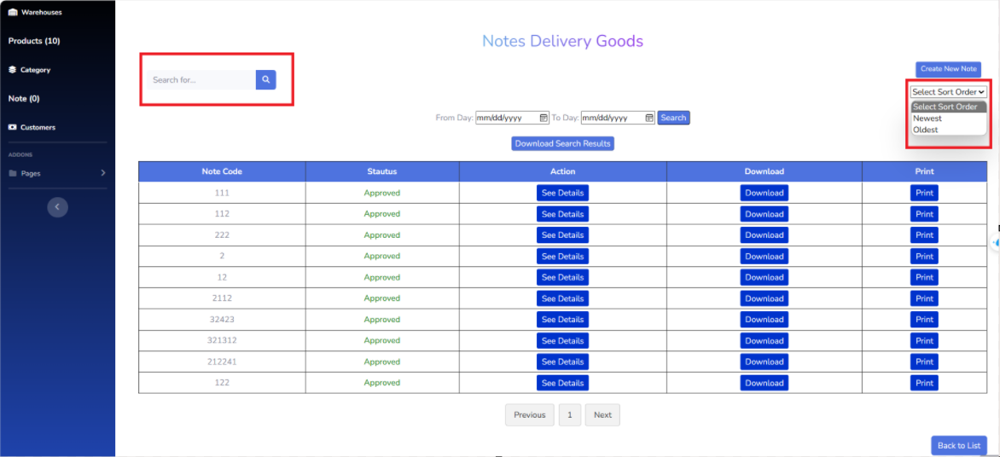 Warehouses
Products (10)
Category
Note (0)
Customers
ADDONS
Pages
Notes Delivery Goods
Search for...
Create New Note
Select Sort Order
Select Sort Order
Newest
Oldest
From Day: mm/dd/yyyy To Day: mm/dd/yyyy Search
Download Search Results
Note Code Stautus Action Download Print
111 Approved See Details Download Print
112 Approved See Details Download Print
222 Approved See Details Download Print
2 Approved See Details Download Print
12 Approved See Details Download Print
2112 Approved See Details Download Print
32423 Approved See Details Download Print
321312 Approved See Details Download Print
212241 Approved See Details Download Print
122 Approved See Details Download Print
Previous 1 Next
Back to List